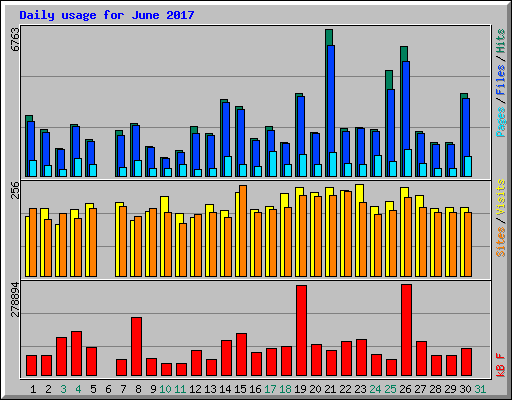 Daily usage for June 2017
6763
Pages / Files / Hits
256
Sites / Visits
278894
kB F
1 2 3 4 5 6 7 8 9 10 11 12 13 14 15 16 17 18 19 20 21 22 23 24 25 26 27 28 29 30 31